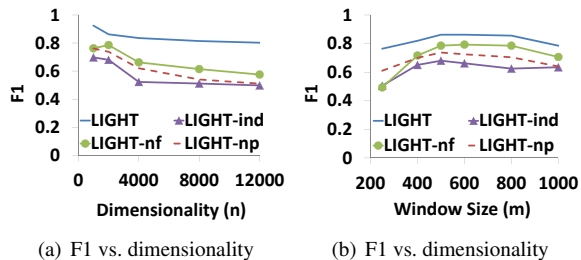 1
0.8
0.6
0.4
0.2
0
F1
LIGHT
LIGHT-ind
LIGHT-nf
LIGHT-np
0 4000 8000 12000
Dimensionality (n)
(a) F1 vs. dimensionality
1
0.8
0.6
0.4
0.2
0
F1
LIGHT
LIGHT-ind
LIGHT-nf
LIGHT-np
200 400 600 800 1000
Window Size (m)
(b) F1 vs. dimensionality